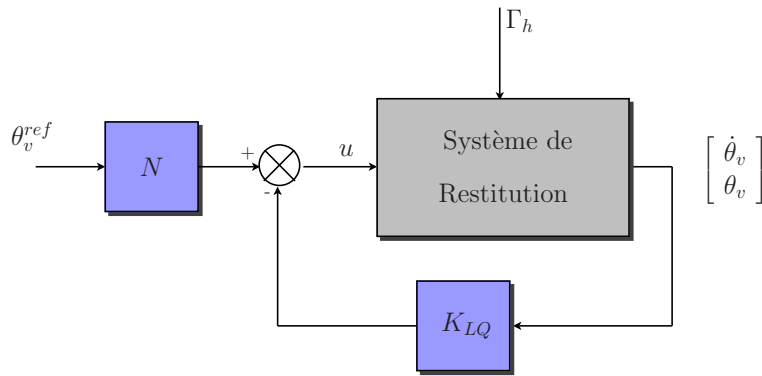 Γ_h
θ_v^{ref}
N
+
-
u
Système de
Restitution
[ θ̇_v ]
[ θ_v ]
K_{LQ}